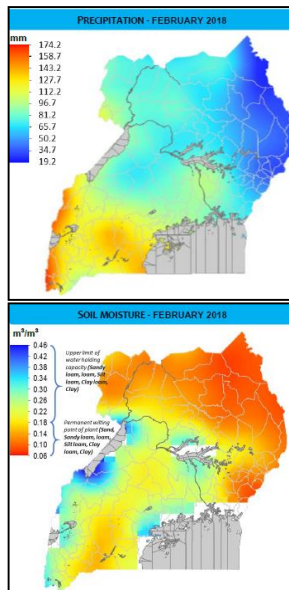 PRECIPITATION - FEBRUARY 2018
mm
174.2
158.7
143.2
127.7
112.2
96.7
81.2
65.7
50.2
34.7
19.2
SOIL MOISTURE - FEBRUARY 2018
m³/m³
0.46
0.38
0.34
0.30
0.26
0.22
0.18
0.14
0.10
0.06
Upper limit of
water holding
capacity (Sandy
loam, loam, Silt
loam, Clay loam,
Clay)
Permanent wilting
point of plant (Sand,
Sandy loam, loam,
Silt loam, Clay
loam, Clay)